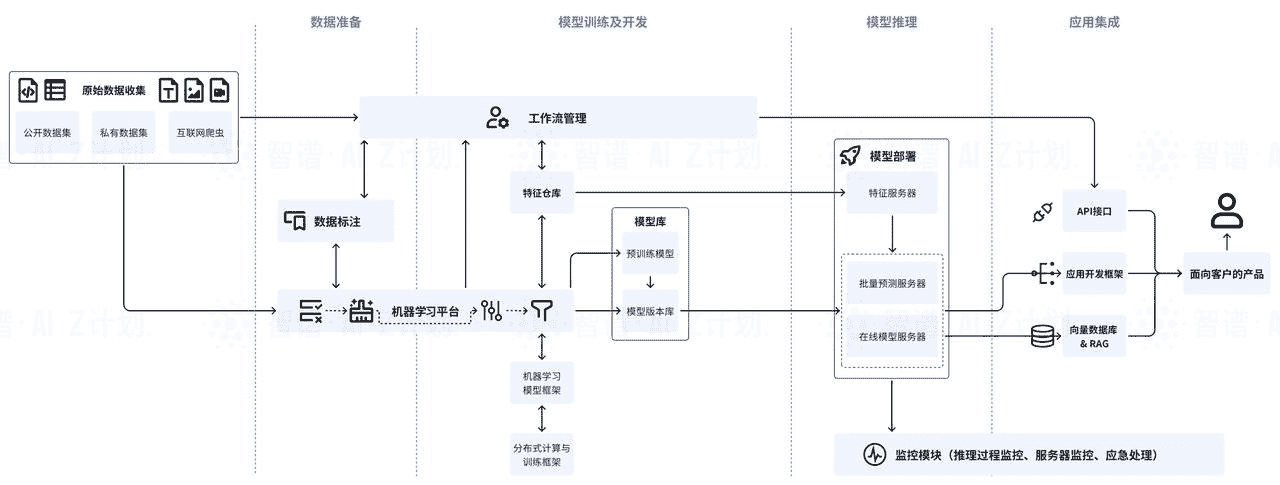 数据准备
模型训练及开发
模型推理
应用集成
原始数据收集
公开数据集
私有数据集
互联网爬虫
工作流管理
数据标注
特征仓库
模型库
预训练模型
模型版本库
机器学习平台
机器学习
模型框架
分布式计算与
训练框架
模型部署
特征服务器
批量预测服务器
在线模型服务器
API接口
应用开发框架
向量数据库
& RAG
面向客户的产品
监控模块（推理过程监控、服务器监控、应急处理）
智谱·AI Z计划